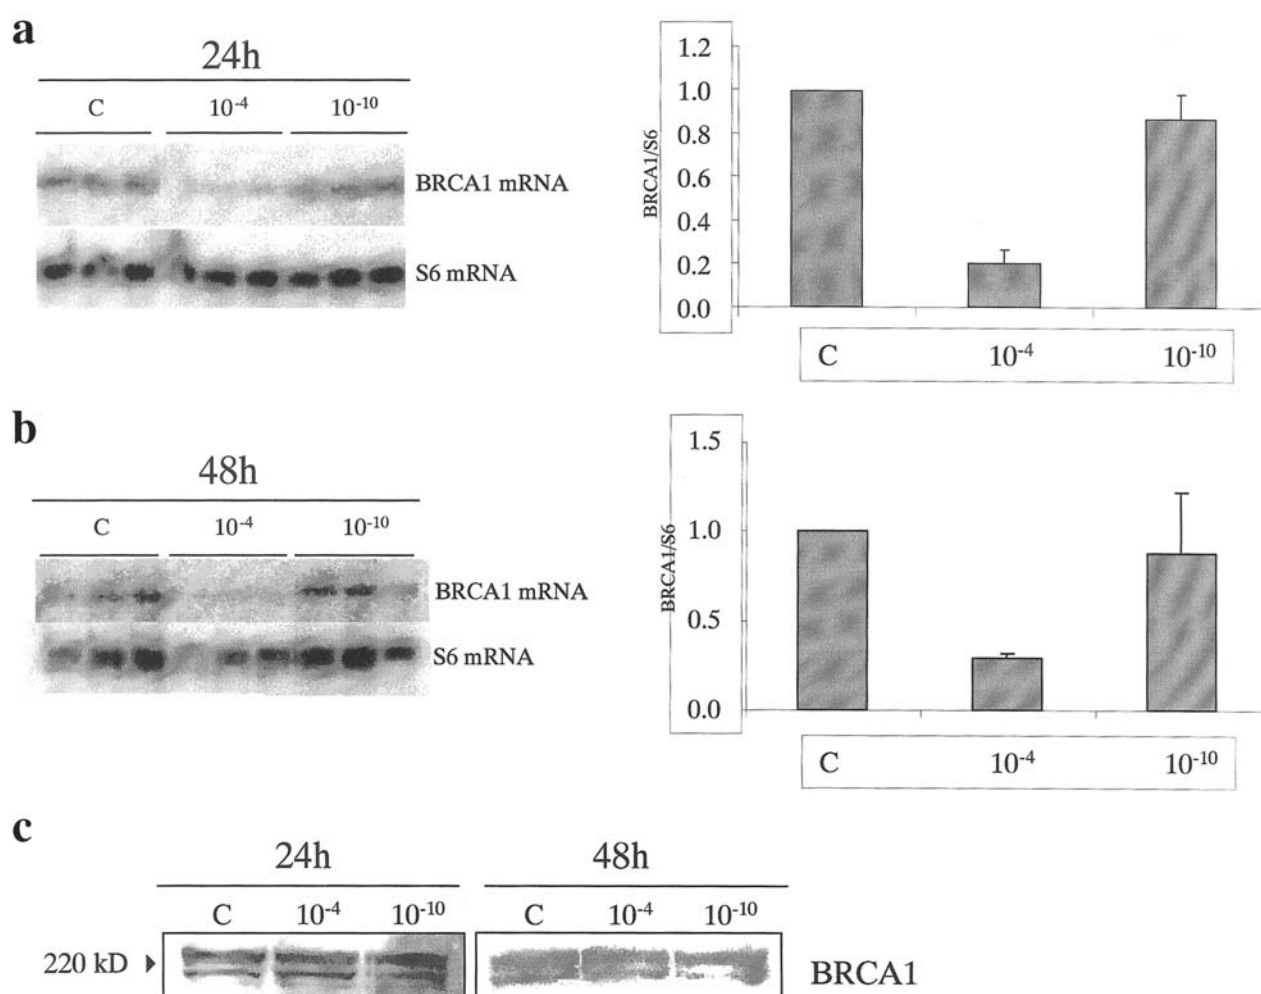 a
24h
C 10⁻⁴ 10⁻¹⁰
BRCA1 mRNA
S6 mRNA
BRCA1/S6
1.2
1.0
0.8
0.6
0.4
0.2
0.0
C 10⁻⁴ 10⁻¹⁰
b
48h
C 10⁻⁴ 10⁻¹⁰
BRCA1 mRNA
S6 mRNA
BRCA1/S6
1.5
1.0
0.5
0.0
C 10⁻⁴ 10⁻¹⁰
c
24h 48h
C 10⁻⁴ 10⁻¹⁰ C 10⁻⁴ 10⁻¹⁰
220 kD
BRCA1